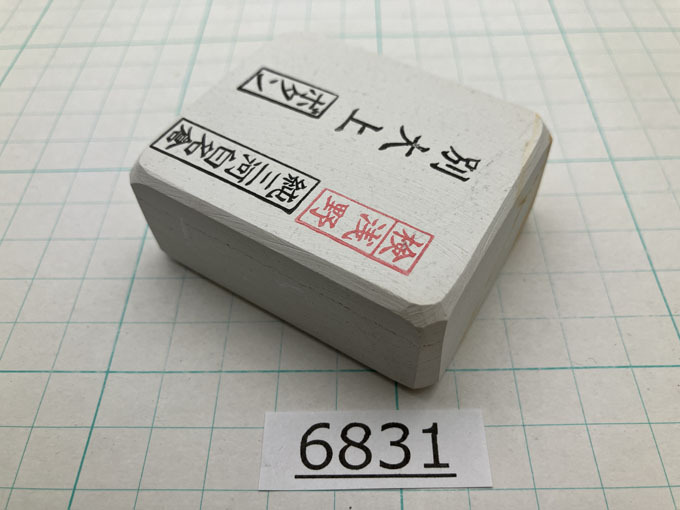 検浅野
純三河白名倉
別大上
ボタン
6831